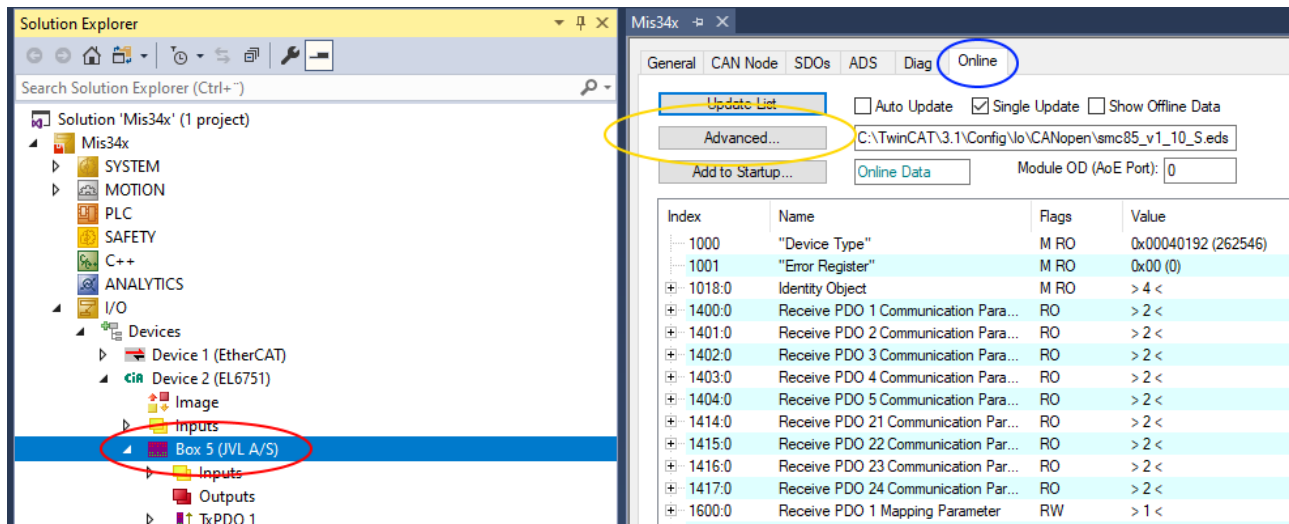 Solution Explorer
Search Solution Explorer (Ctrl+¨)
Solution 'Mis34x' (1 project)
Mis34x
SYSTEM
MOTION
PLC
SAFETY
C++
ANALYTICS
I/O
Devices
Device 1 (EtherCAT)
CiA Device 2 (EL6751)
Image
Inputs
Box 5 (JVL A/S)
Inputs
Outputs
TxPDO 1
Mis34x
General CAN Node SDOs ADS Diag Online
Update List Auto Update Single Update Show Offline Data
Advanced... C:\TwinCAT\3.1\Config\Io\CANopen\smc85_v1_10_S.eds
Add to Startup... Online Data Module OD (AoE Port): 0
Index Name Flags Value
1000 "Device Type" M RO 0x00040192 (262546)
1001 "Error Register" M RO 0x00 (0)
1018:0 Identity Object M RO > 4 <
1400:0 Receive PDO 1 Communication Para... RO > 2 <
1401:0 Receive PDO 2 Communication Para... RO > 2 <
1402:0 Receive PDO 3 Communication Para... RO > 2 <
1403:0 Receive PDO 4 Communication Para... RO > 2 <
1404:0 Receive PDO 5 Communication Para... RO > 2 <
1414:0 Receive PDO 21 Communication Par... RO > 2 <
1415:0 Receive PDO 22 Communication Par... RO > 2 <
1416:0 Receive PDO 23 Communication Par... RO > 2 <
1417:0 Receive PDO 24 Communication Par... RO > 2 <
1600:0 Receive PDO 1 Mapping Parameter RW > 1 <